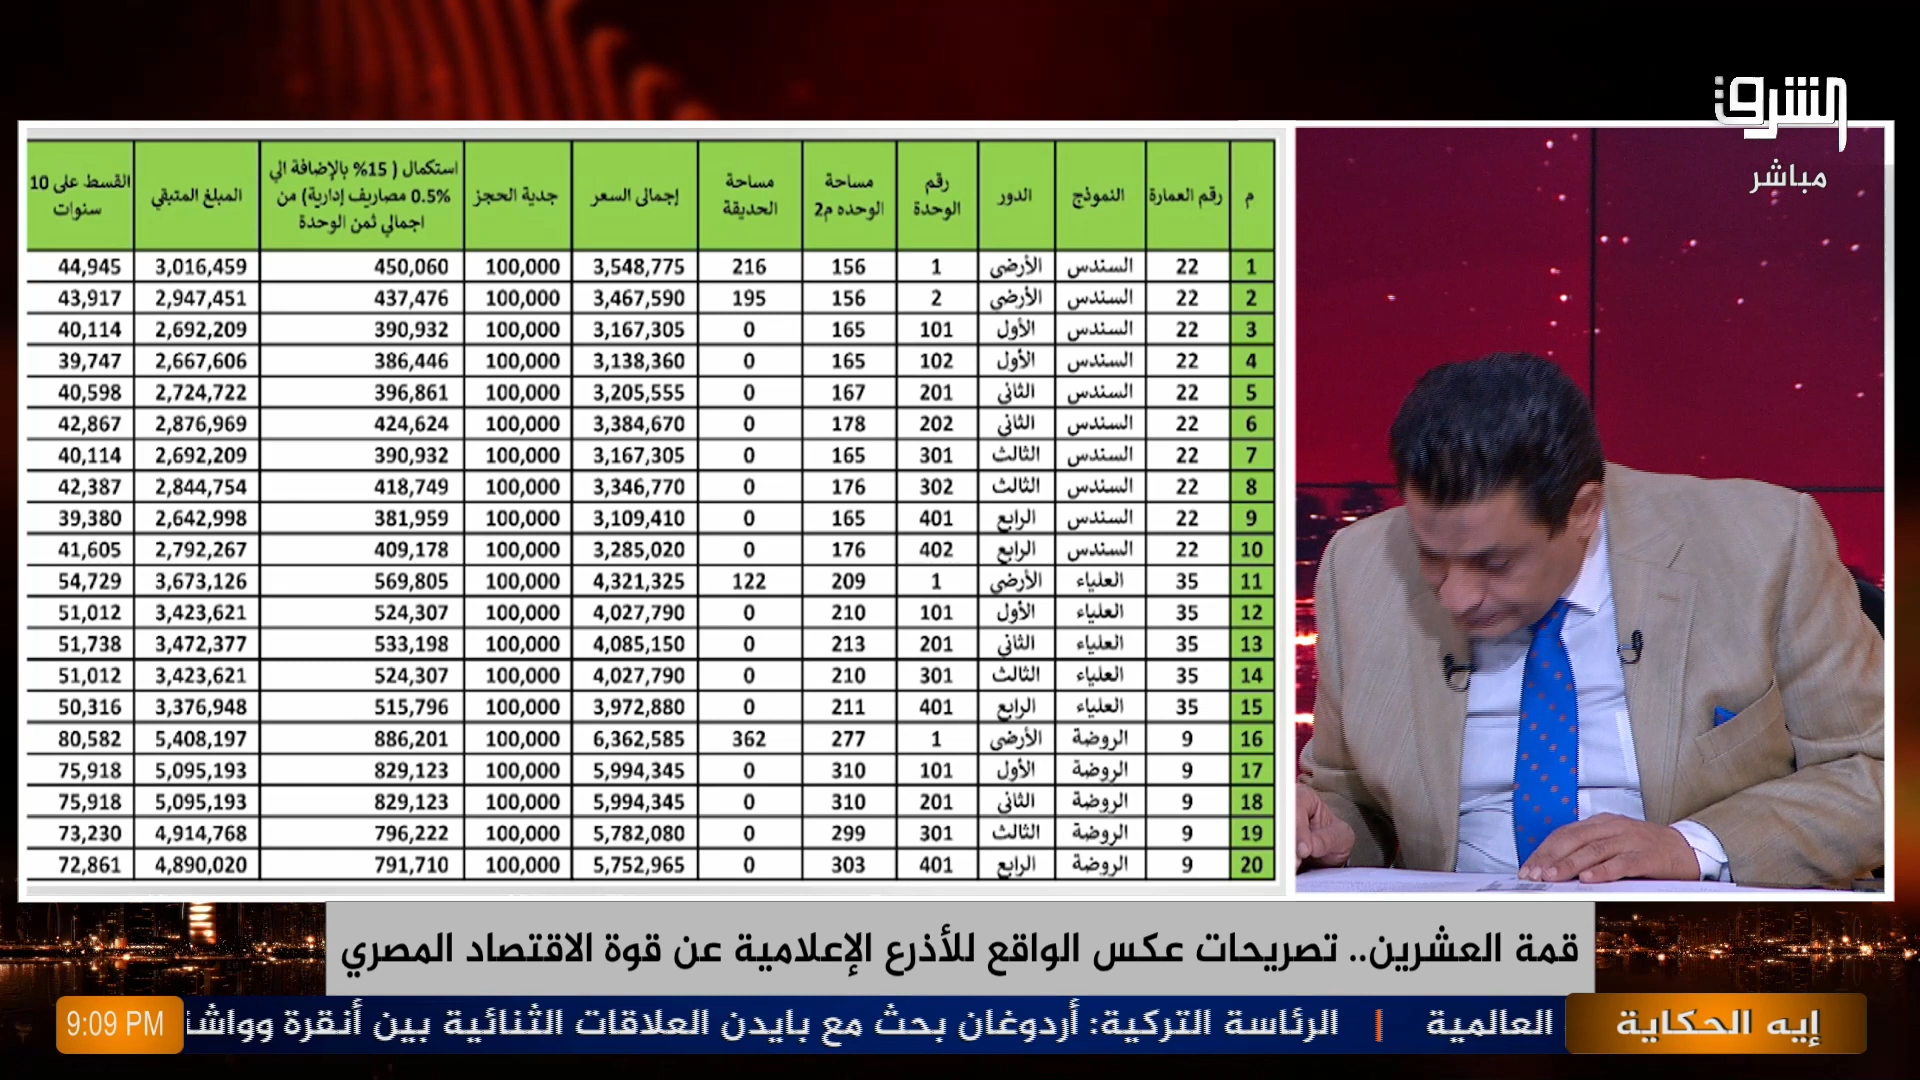 الشرق
مباشر
م رقم العمارة النموذج الدور رقم الوحدة مساحة الوحده م2 مساحة الحديقة إجمالى السعر جدية الحجز استكمال ( 15% بالإضافة الي 0.5% مصاريف إدارية) من اجمالي ثمن الوحدة المبلغ المتبقي القسط على 10 سنوات
1 22 السندس الأرضى 1 156 216 3,548,775 100,000 450,060 3,016,459 44,945
2 22 السندس الأرضى 2 156 195 3,467,590 100,000 437,476 2,947,451 43,917
3 22 السندس الأول 101 165 0 3,167,305 100,000 390,932 2,692,209 40,114
4 22 السندس الأول 102 165 0 3,138,360 100,000 386,446 2,667,606 39,747
5 22 السندس الثانى 201 167 0 3,205,555 100,000 396,861 2,724,722 40,598
6 22 السندس الثانى 202 178 0 3,384,670 100,000 424,624 2,876,969 42,867
7 22 السندس الثالث 301 165 0 3,167,305 100,000 390,932 2,692,209 40,114
8 22 السندس الثالث 302 176 0 3,346,770 100,000 418,749 2,844,754 42,387
9 22 السندس الرابع 401 165 0 3,109,410 100,000 381,959 2,642,998 39,380
10 22 السندس الرابع 402 176 0 3,285,020 100,000 409,178 2,792,267 41,605
11 35 العلياء الأرضى 1 209 122 4,321,325 100,000 569,805 3,673,126 54,729
12 35 العلياء الأول 101 210 0 4,027,790 100,000 524,307 3,423,621 51,012
13 35 العلياء الثانى 201 213 0 4,085,150 100,000 533,198 3,472,377 51,738
14 35 العلياء الثالث 301 210 0 4,027,790 100,000 524,307 3,423,621 51,012
15 35 العلياء الرابع 401 211 0 3,972,880 100,000 515,796 3,376,948 50,316
16 9 الروضة الأرضى 1 277 362 6,362,585 100,000 886,201 5,408,197 80,582
17 9 الروضة الأول 101 310 0 5,994,345 100,000 829,123 5,095,193 75,918
18 9 الروضة الثانى 201 310 0 5,994,345 100,000 829,123 5,095,193 75,918
19 9 الروضة الثالث 301 299 0 5,782,080 100,000 796,222 4,914,768 73,230
20 9 الروضة الرابع 401 303 0 5,752,965 100,000 791,710 4,890,020 72,861
قمة العشرين.. تصريحات عكس الواقع للأذرع الإعلامية عن قوة الاقتصاد المصري
إيه الحكاية
العالمية | الرئاسة التركية: أردوغان بحث مع بايدن العلاقات الثنائية بين أنقرة وواشن
9:09 PM